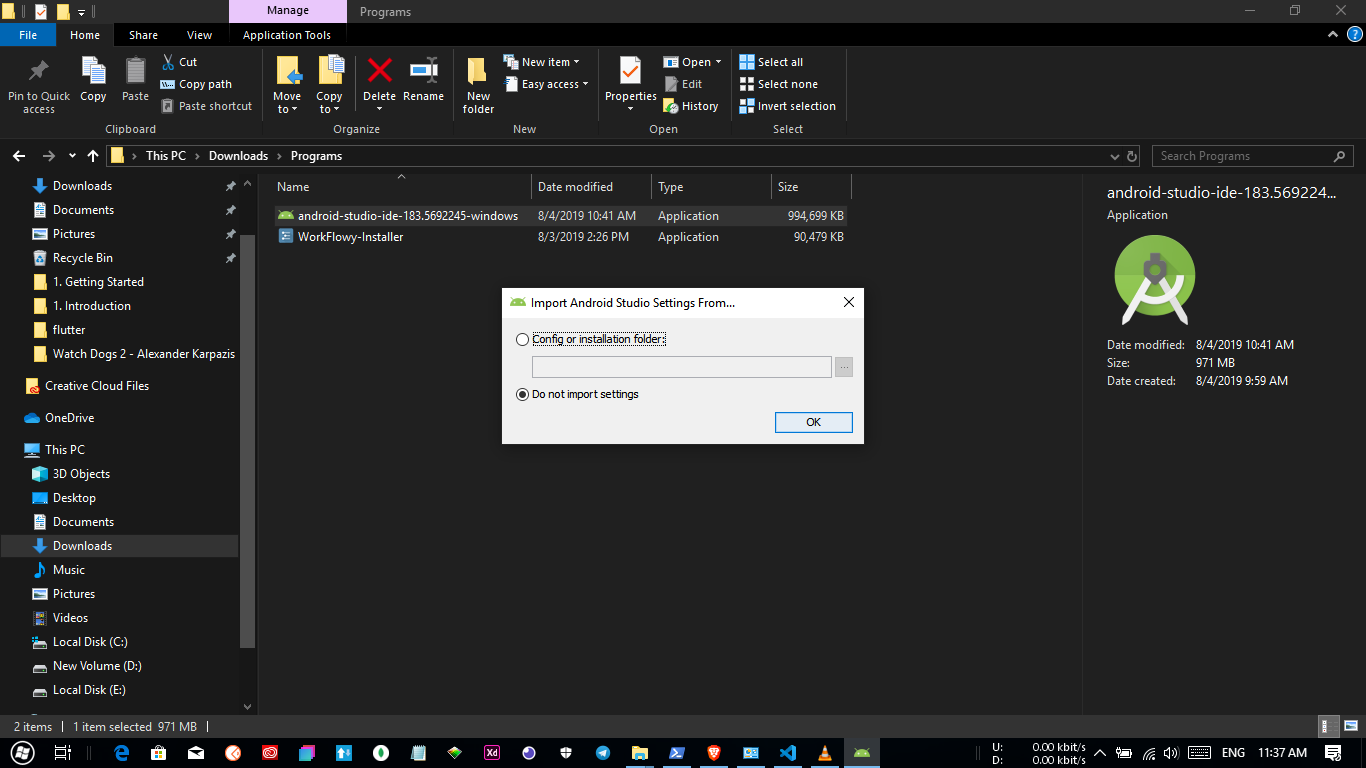 Manage
Programs
File
Home
Share
View
Application Tools
Pin to Quick access
Copy
Paste
Cut
Copy path
Paste shortcut
Move to
Copy to
Delete
Rename
New folder
New item
Easy access
Properties
Open
Edit
History
Select all
Select none
Invert selection
Clipboard
Organize
New
Open
Select
This PC
Downloads
Programs
Search Programs
Downloads
Documents
Pictures
Recycle Bin
1. Getting Started
1. Introduction
flutter
Watch Dogs 2 - Alexander Karpazis
Creative Cloud Files
OneDrive
This PC
3D Objects
Desktop
Documents
Downloads
Music
Pictures
Videos
Local Disk (C:)
New Volume (D:)
Local Disk (E:)
Name Date modified Type Size
android-studio-ide-183.5692245-windows 8/4/2019 10:41 AM Application 994,699 KB
WorkFlowy-Installer 8/3/2019 2:26 PM Application 90,479 KB
Import Android Studio Settings From...
Config or installation folder:
...
Do not import settings
OK
android-studio-ide-183.569224...
Application
Date modified: 8/4/2019 10:41 AM
Size: 971 MB
Date created: 8/4/2019 9:59 AM
2 items 1 item selected 971 MB
Xd
U: 0.00 kbit/s
D: 0.00 kbit/s
ENG
11:37 AM